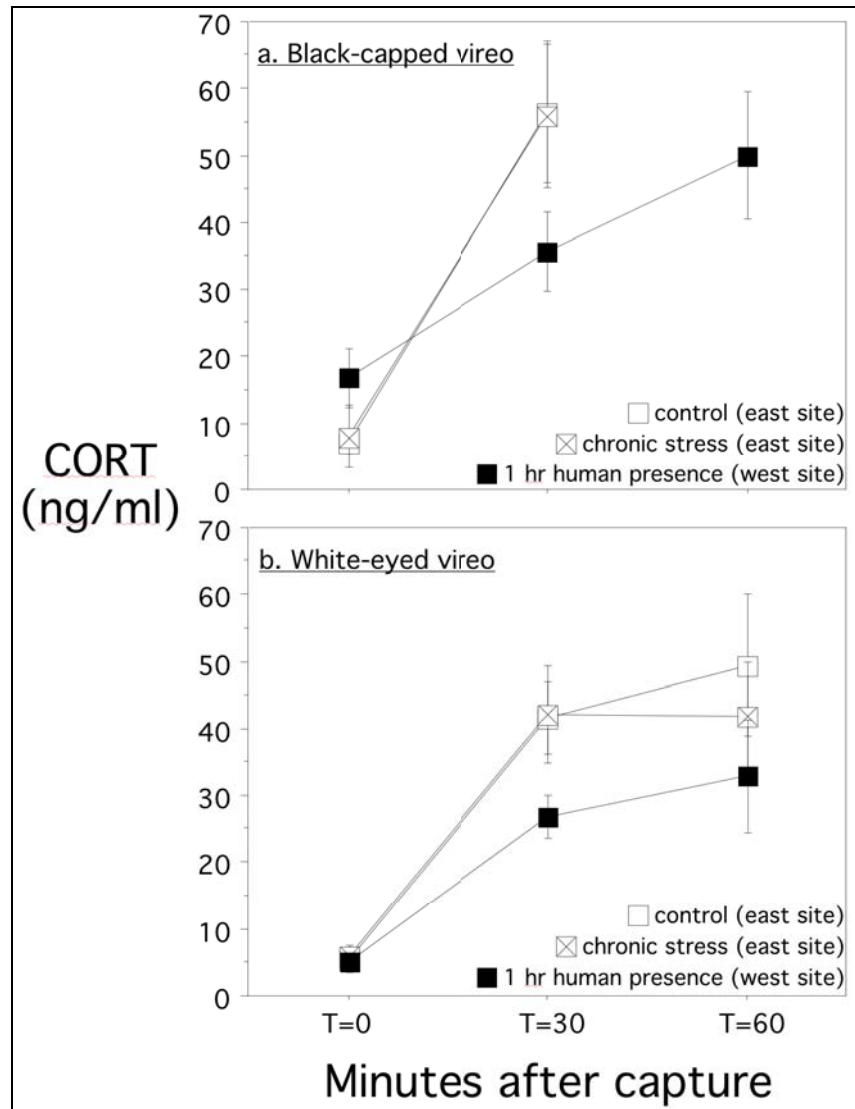 70
a. Black-capped vireo
60
50
40
30
20
10
0
control (east site)
chronic stress (east site)
1 hr human presence (west site)
CORT
(ng/ml)
70
b. White-eyed vireo
60
50
40
30
20
10
0
control (east site)
chronic stress (east site)
1 hr human presence (west site)
T=0 T=30 T=60
Minutes after capture